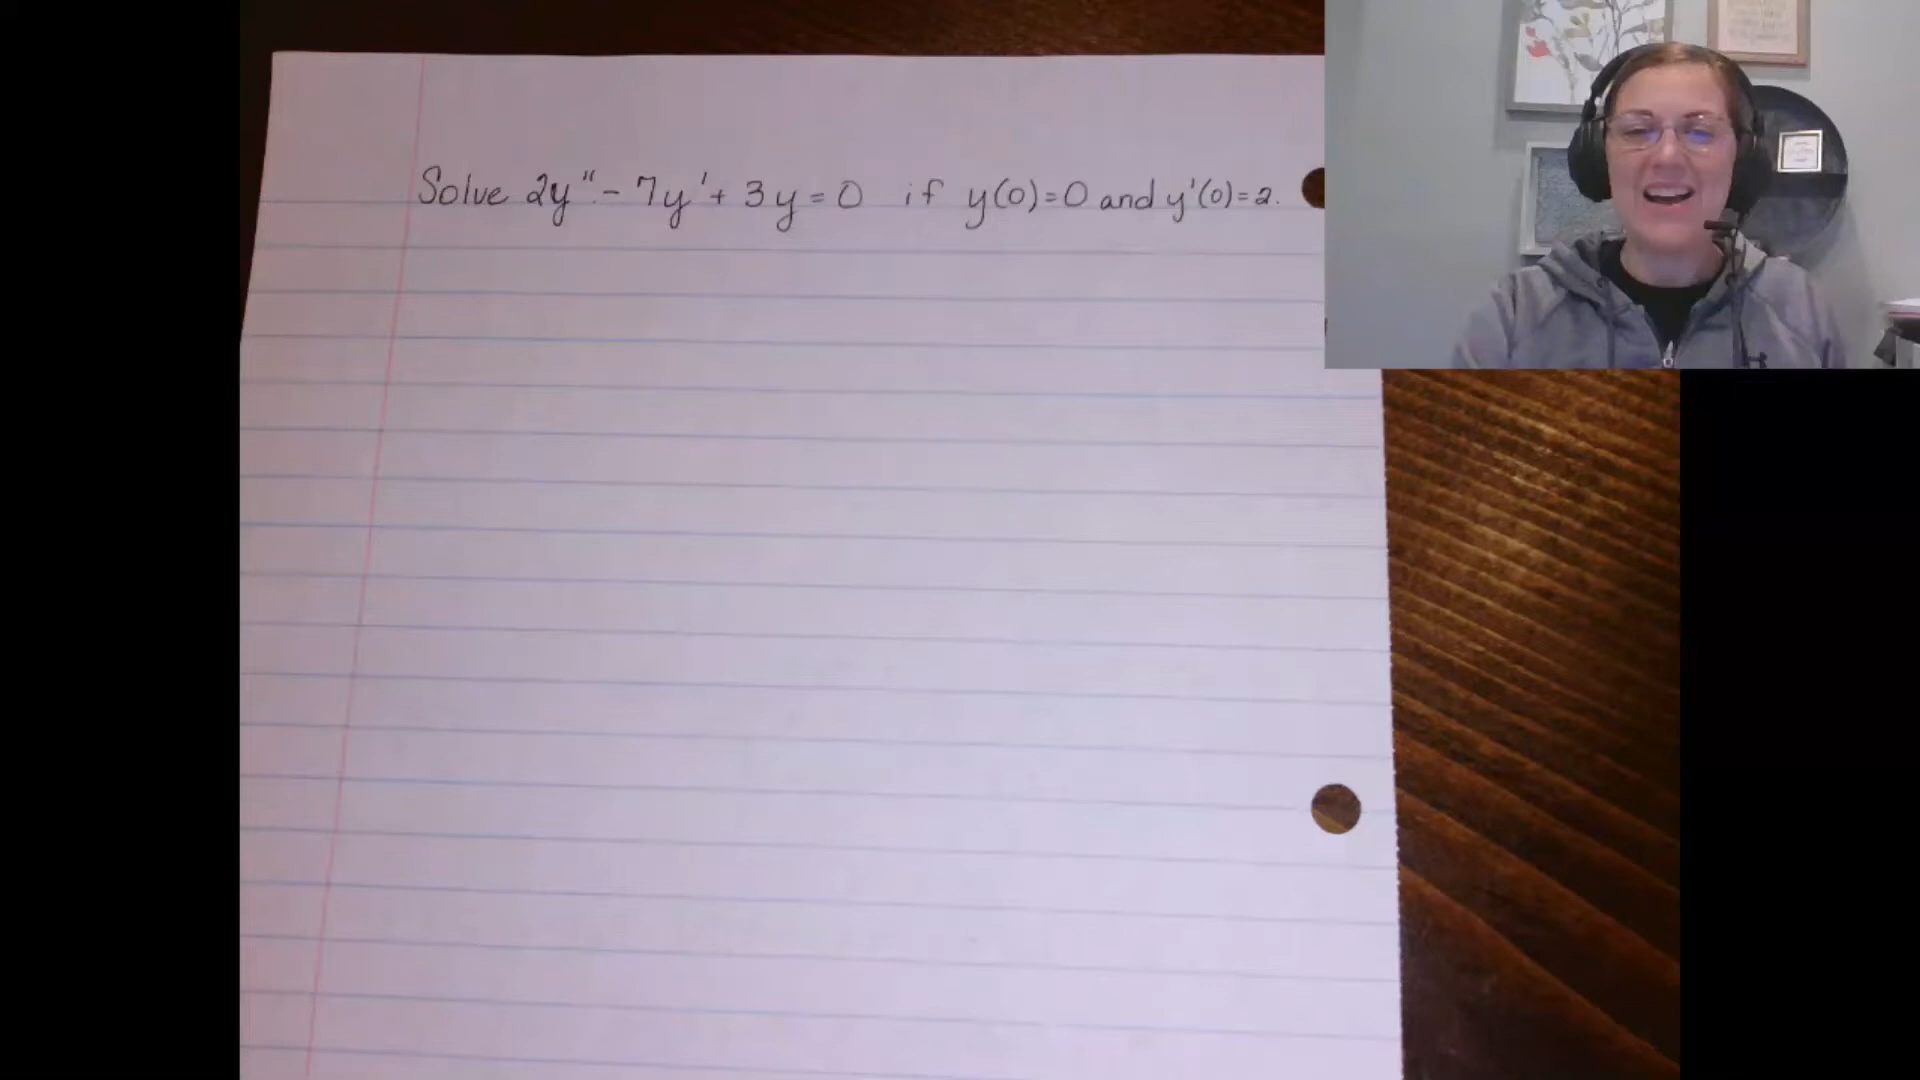 Solve 2y" - 7y' + 3y = 0 if y(0)=0 and y'(0)=2.